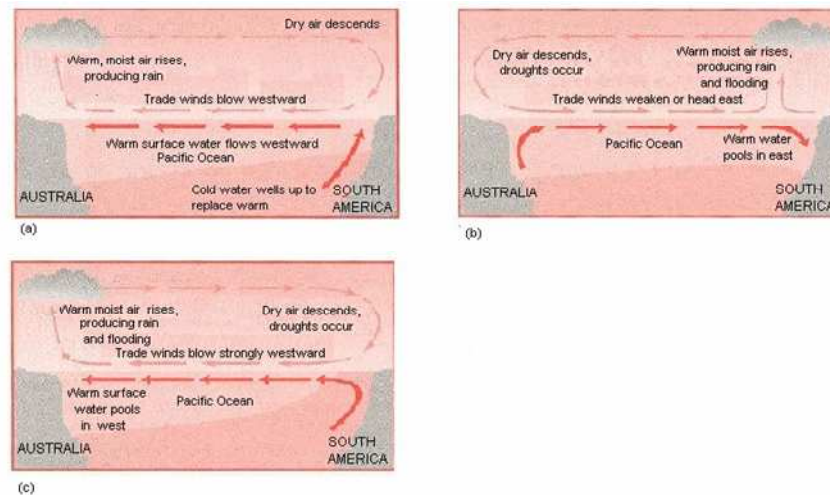 Dry air descends
Warm, moist air rises,
producing rain
Trade winds blow westward
Warm surface water flows westward
Pacific Ocean
Cold water wells up to
replace warm
AUSTRALIA
SOUTH
AMERICA
(a)
Dry air descends,
droughts occur
Warm moist air rises,
producing rain
and flooding
Trade winds weaken or head east
Pacific Ocean
Warm water
pools in east
AUSTRALIA
SOUTH
AMERICA
(b)
Warm moist air rises,
producing rain
and flooding
Dry air descends,
droughts occur
Trade winds blow strongly westward
Warm surface
water pools
in west
Pacific Ocean
AUSTRALIA
SOUTH
AMERICA
(c)